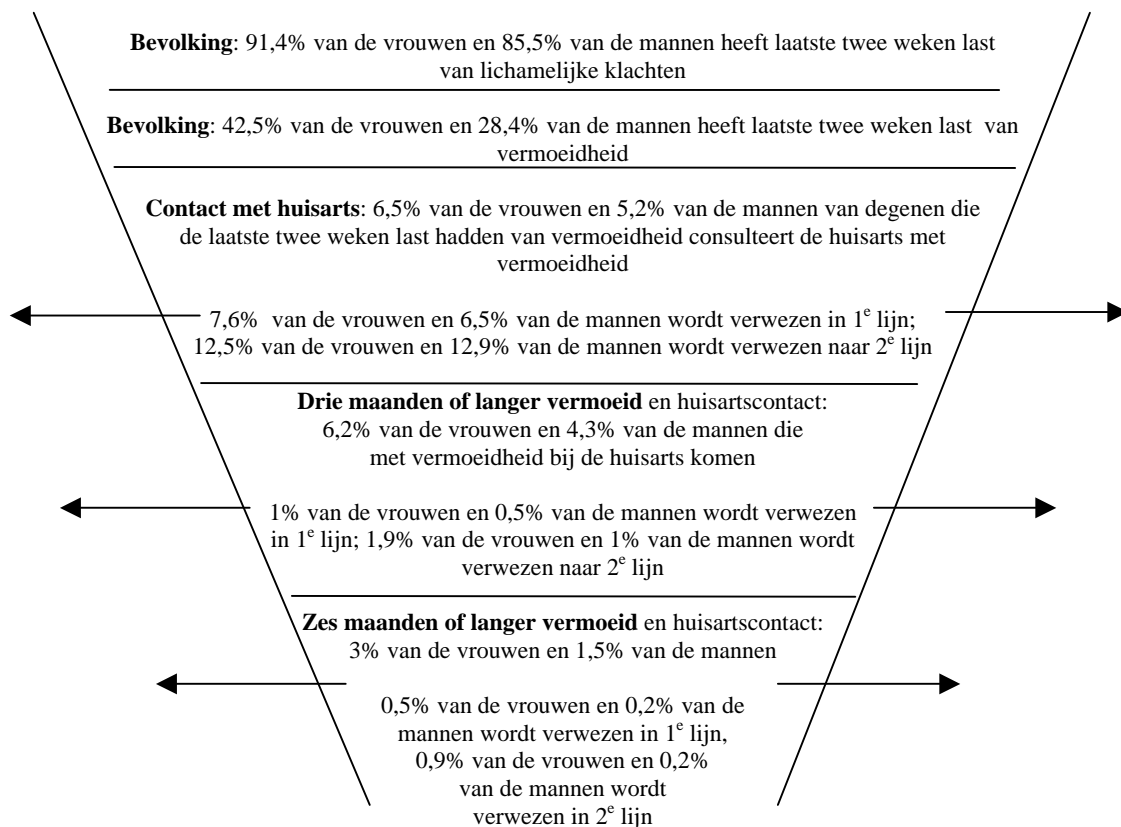 Bevolking: 91,4% van de vrouwen en 85,5% van de mannen heeft laatste twee weken last
van lichamelijke klachten
Bevolking: 42,5% van de vrouwen en 28,4% van de mannen heeft laatste twee weken last van
vermoeidheid
Contact met huisarts: 6,5% van de vrouwen en 5,2% van de mannen van degenen die
de laatste twee weken last hadden van vermoeidheid consulteert de huisarts met
vermoeidheid
7,6% van de vrouwen en 6,5% van de mannen wordt verwezen in 1e lijn;
12,5% van de vrouwen en 12,9% van de mannen wordt verwezen naar 2e lijn
Drie maanden of langer vermoeid en huisartscontact:
6,2% van de vrouwen en 4,3% van de mannen die
met vermoeidheid bij de huisarts komen
1% van de vrouwen en 0,5% van de mannen wordt verwezen
in 1e lijn; 1,9% van de vrouwen en 1% van de mannen wordt
verwezen naar 2e lijn
Zes maanden of langer vermoeid en huisartscontact:
3% van de vrouwen en 1,5% van de mannen
0,5% van de vrouwen en 0,2% van de
mannen wordt verwezen in 1e lijn,
0,9% van de vrouwen en 0,2%
van de mannen wordt
verwezen in 2e lijn